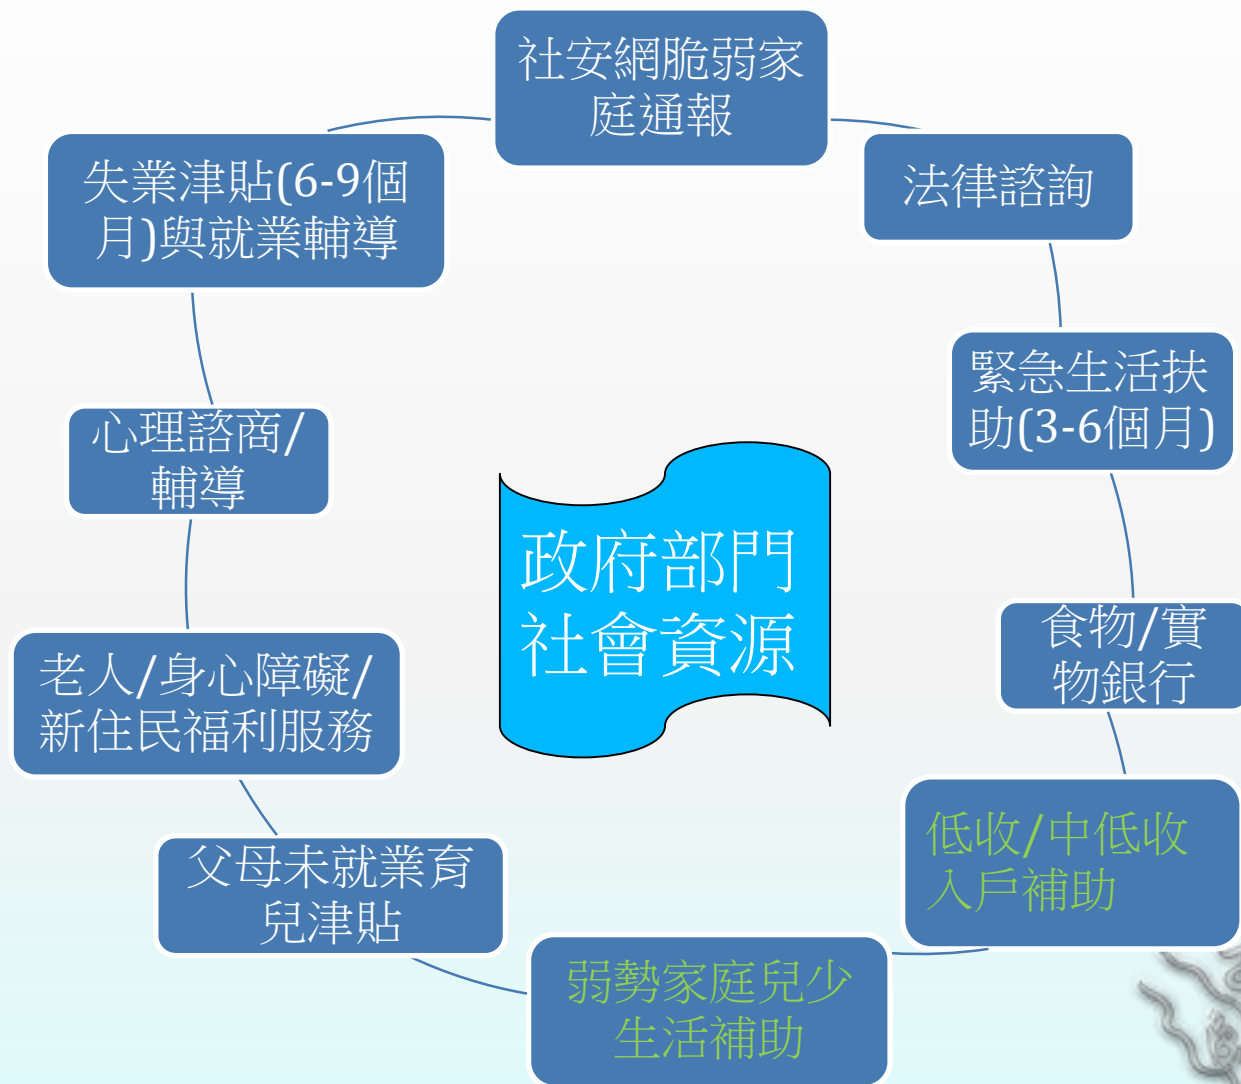 社安網脆弱家
庭通報
法律諮詢
緊急生活扶
助(3-6個月)
食物/實
物銀行
低收/中低收
入戶補助
弱勢家庭兒少
生活補助
父母未就業育
兒津貼
老人/身心障礙/
新住民福利服務
心理諮商/
輔導
失業津貼(6-9個
月)與就業輔導
政府部門
社會資源